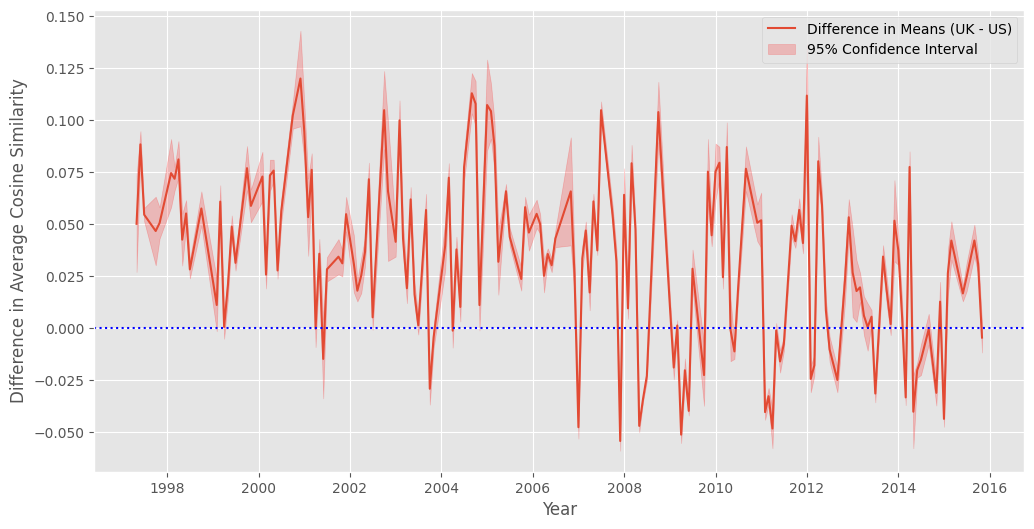 Difference in Means (UK - US)
95% Confidence Interval
Difference in Average Cosine Similarity
0.150
0.125
0.100
0.075
0.050
0.025
0.000
−0.025
−0.050
1998 2000 2002 2004 2006 2008 2010 2012 2014 2016
Year